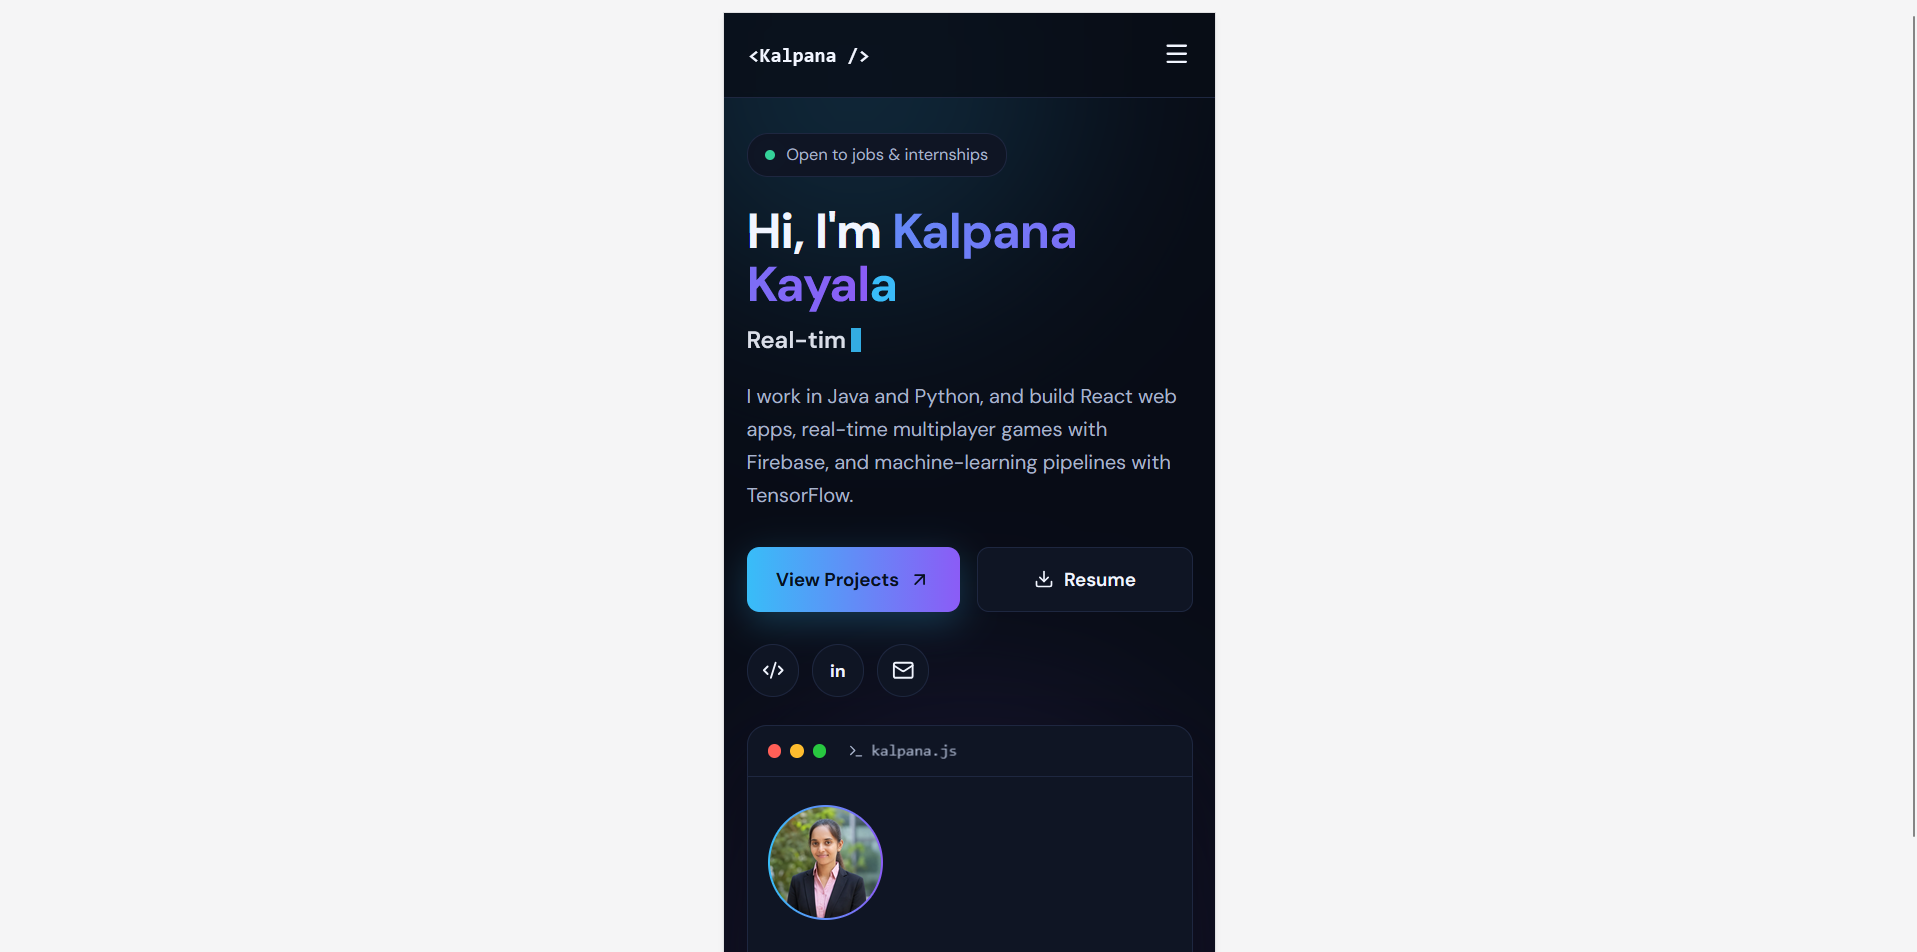 <Kalpana />
Open to jobs & internships
Hi, I'm Kalpana
Kayala
Real-tim
I work in Java and Python, and build React web
apps, real-time multiplayer games with
Firebase, and machine-learning pipelines with
TensorFlow.
View Projects
Resume
in
kalpana.js